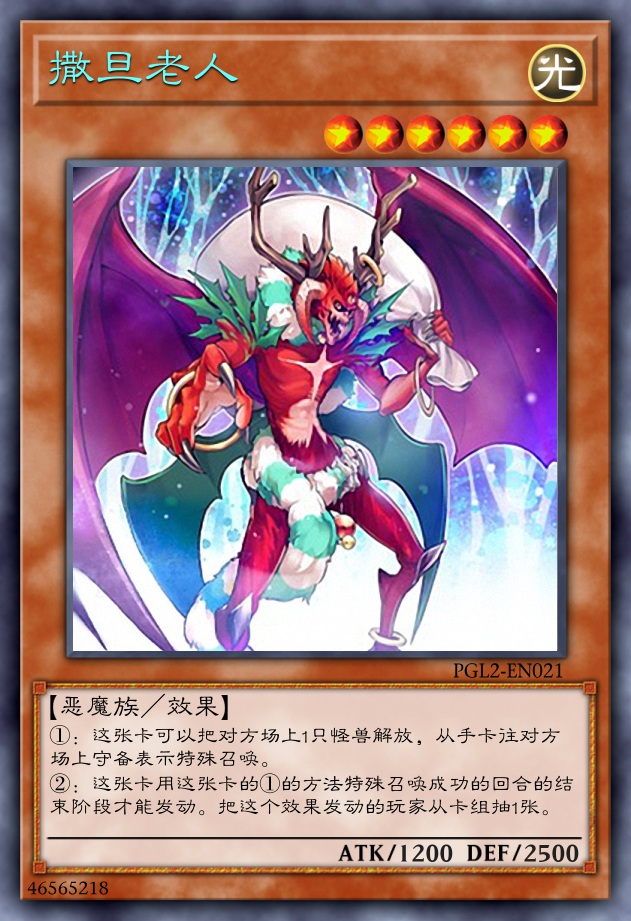 撒旦老人
光
PGL2-EN021
【恶魔族／效果】
①：这张卡可以把对方场上1只怪兽解放，从手卡往对方
场上守备表示特殊召唤。
②：这张卡用这张卡的①的方法特殊召唤成功的回合的结
束阶段才能发动。把这个效果发动的玩家从卡组抽1张。
ATK/1200 DEF/2500
46565218